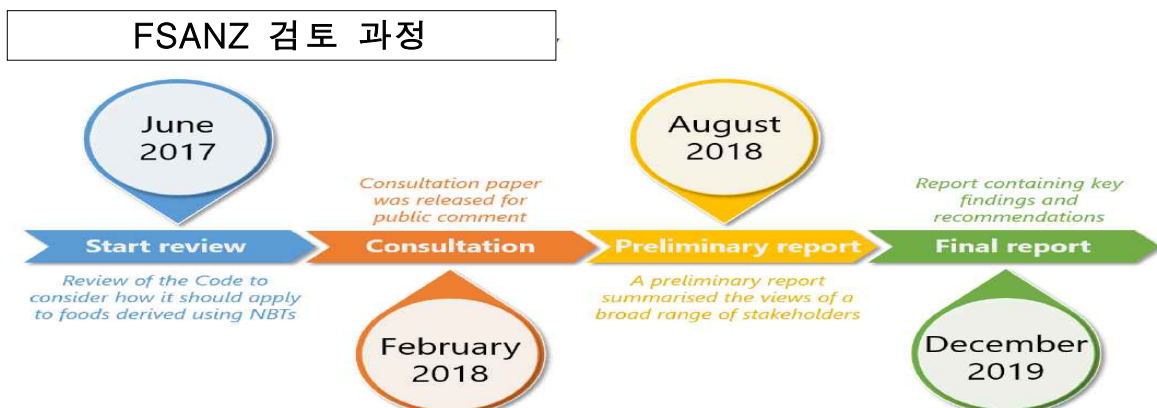 FSANZ 검토 과정
June
2017
Start review
Review of the Code to
consider how it should apply
to foods derived using NBTs
Consultation paper
was released for
public comment
Consultation
February
2018
August
2018
Preliminary report
A preliminary report
summarised the views of a
broad range of stakeholders
Report containing key
findings and
recommendations
Final report
December
2019